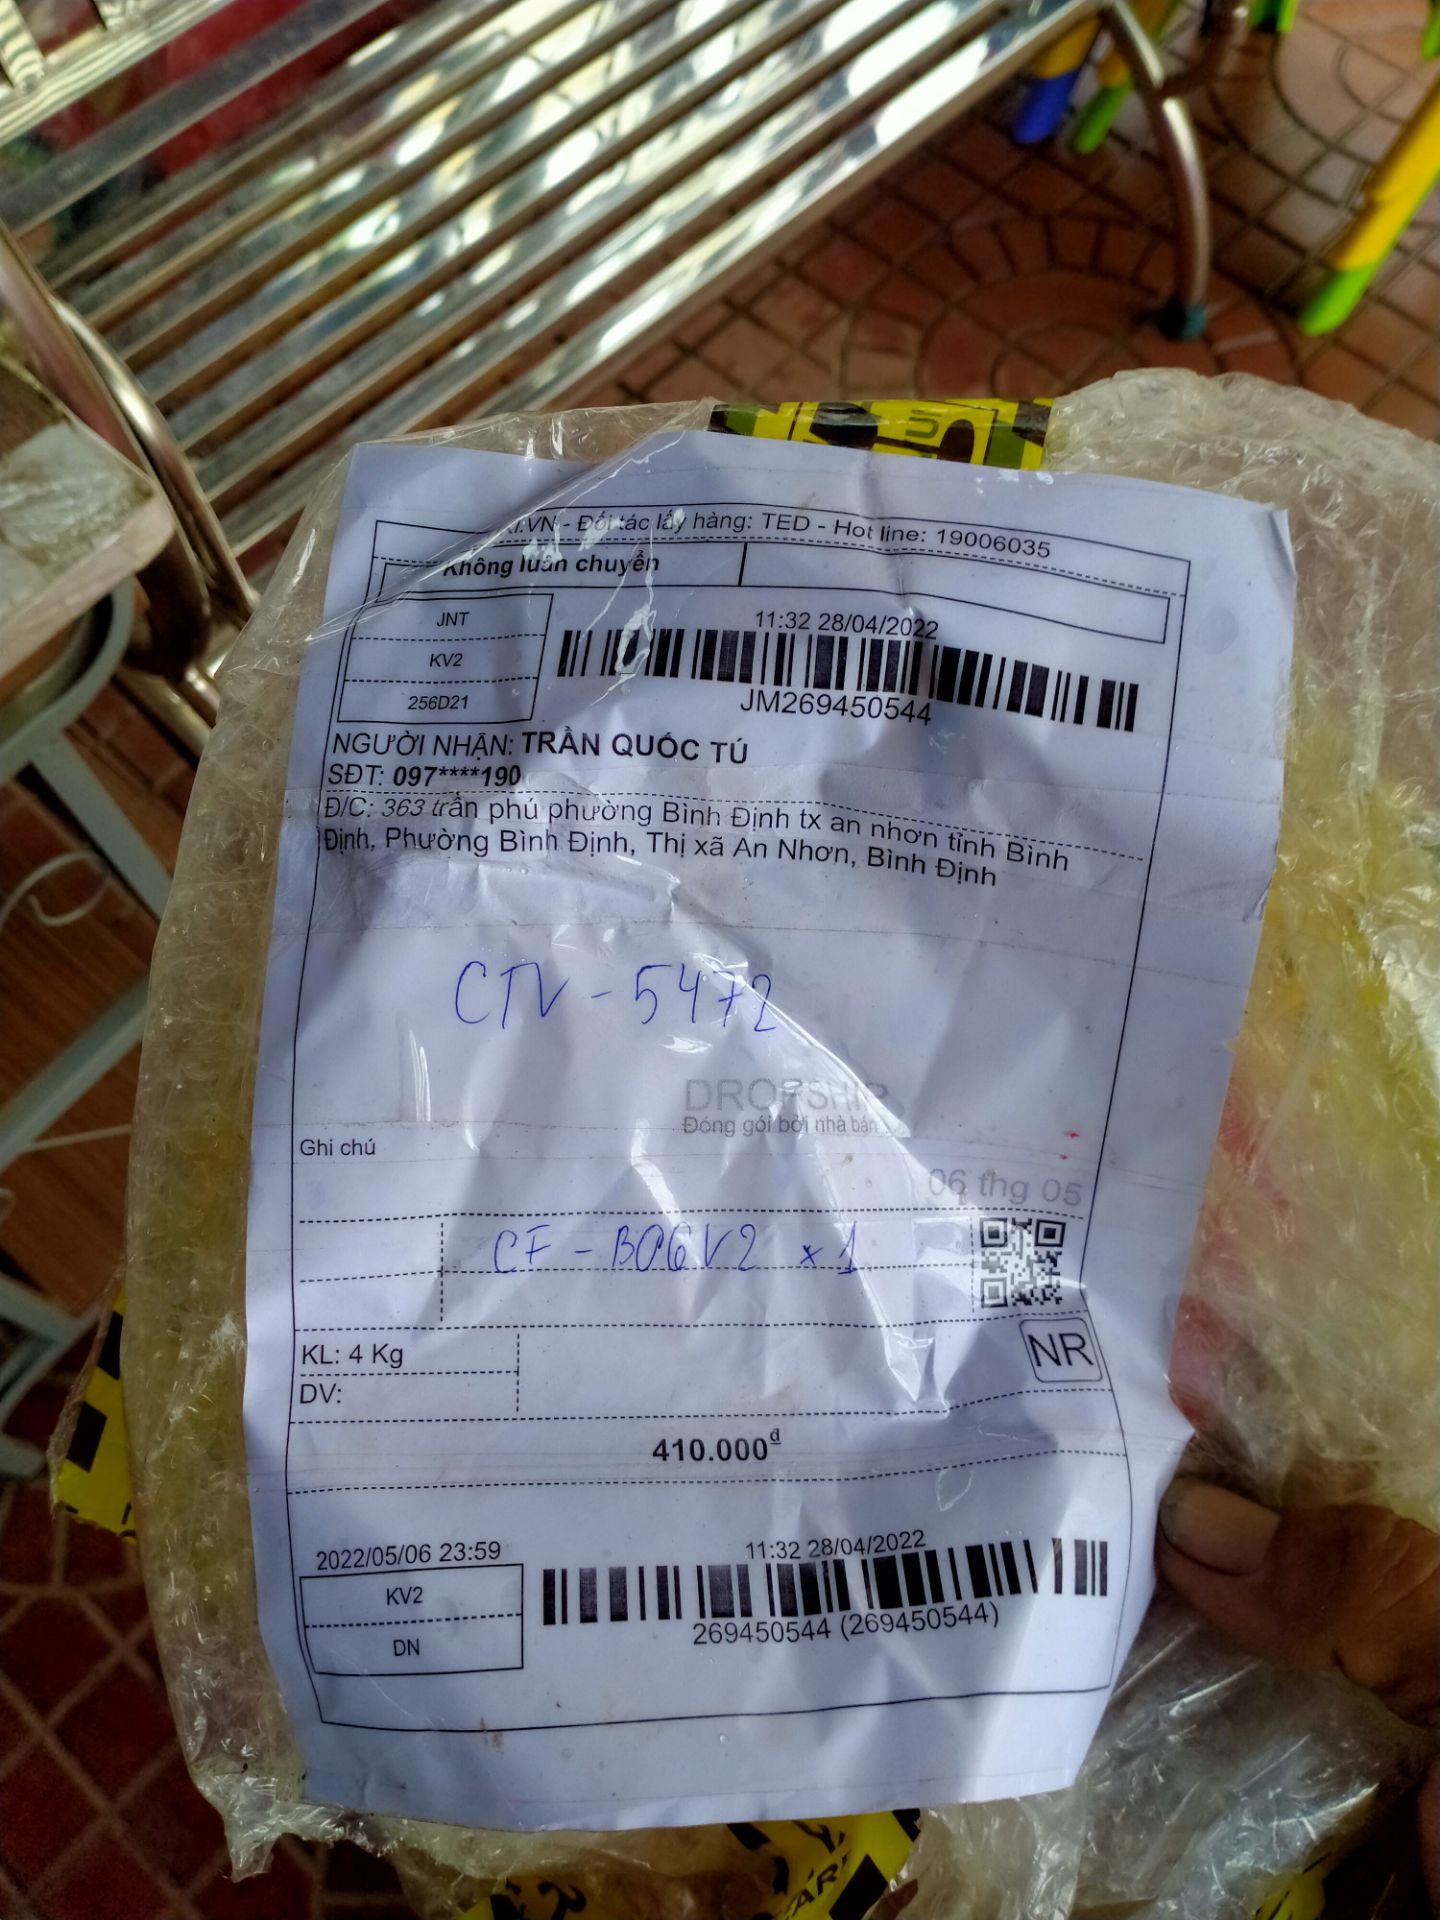 KI.VN - Đối tác lấy hàng: TED - Hot line: 19006035
Không luân chuyển
JNT
KV2
256D21
11:32 28/04/2022
JM269450544
NGƯỜI NHẬN: TRẦN QUỐC TÚ
SĐT: 097****190
Đ/C: 363 trần phú phường Bình Định tx an nhơn tỉnh Bình
Định, Phường Bình Định, Thị xã An Nhơn, Bình Định
CTV - 5472
DROPSHIP
Đóng gói bởi nhà bán
Ghi chú
06 thg 05
CF - BO6V2 x 1
KL: 4 Kg
DV:
NR
410.000đ
2022/05/06 23:59
KV2
DN
11:32 28/04/2022
269450544 (269450544)